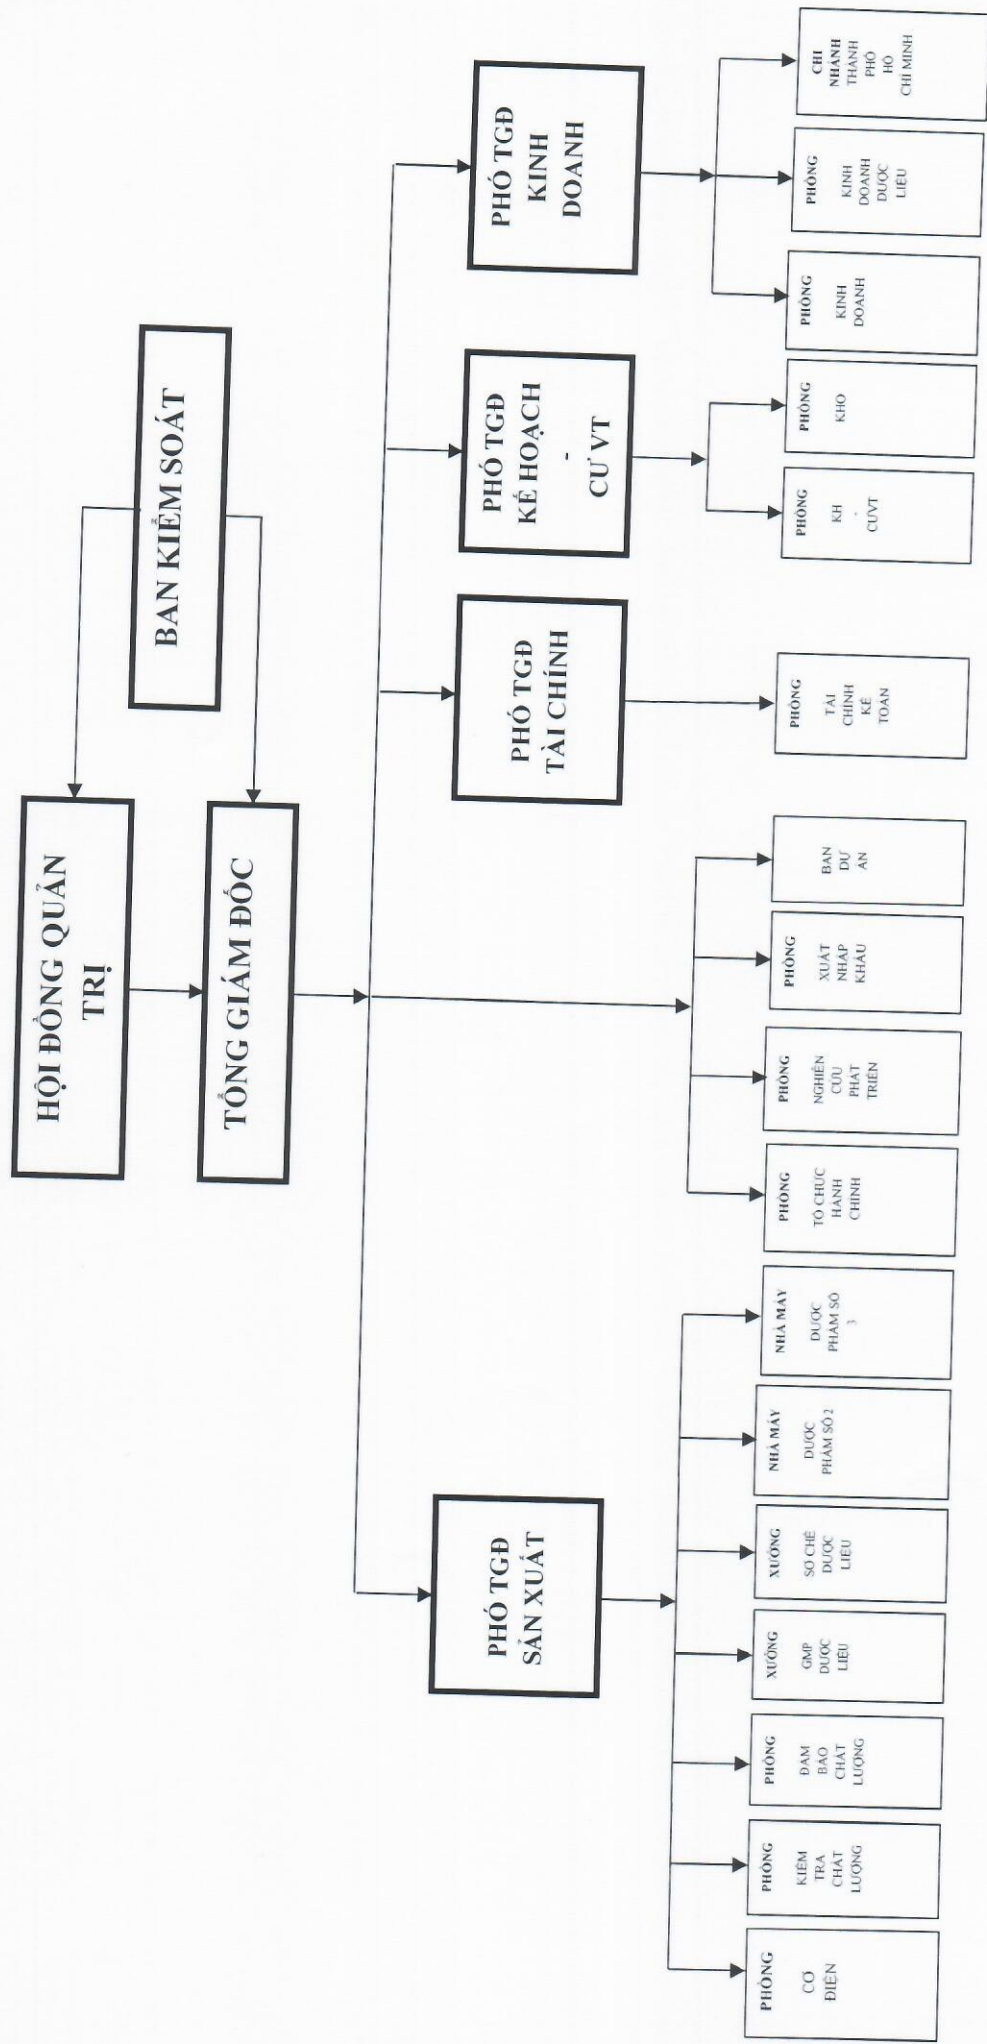 HỘI ĐỒNG QUẢN
TRỊ
BAN KIỂM SOÁT
TỔNG GIÁM ĐỐC
PHÓ TGĐ
SẢN XUẤT
PHÓ TGĐ
TÀI CHÍNH
PHÓ TGĐ
KẾ HOẠCH
-
CƯ VT
PHÓ TGĐ
KINH
DOANH
PHÒNG
CƠ
ĐIỆN
PHÒNG
KIỂM
TRA
CHẤT
LƯỢNG
PHÒNG
ĐẢM
BẢO
CHẤT
LƯỢNG
XƯỞNG
GMP
DƯỢC
LIỆU
XƯỞNG
SƠ CHẾ
DƯỢC
LIỆU
NHÀ MÁY
DƯỢC
PHẨM SỐ 2
NHÀ MÁY
DƯỢC
PHẨM SỐ
3
PHÒNG
TỔ CHỨC
HÀNH
CHÍNH
PHÒNG
NGHIÊN
CỨU
PHÁT
TRIỂN
PHÒNG
XUẤT
NHẬP
KHẨU
BAN
DỰ
ÁN
PHÒNG
TÀI
CHÍNH
KẾ
TOÁN
PHÒNG
KH
-
CƯVT
PHÒNG
KHO
PHÒNG
KINH
DOANH
PHÒNG
KINH
DOANH
DƯỢC
LIỆU
CHI
NHÁNH
THÀNH
PHỐ
HỒ
CHÍ MINH